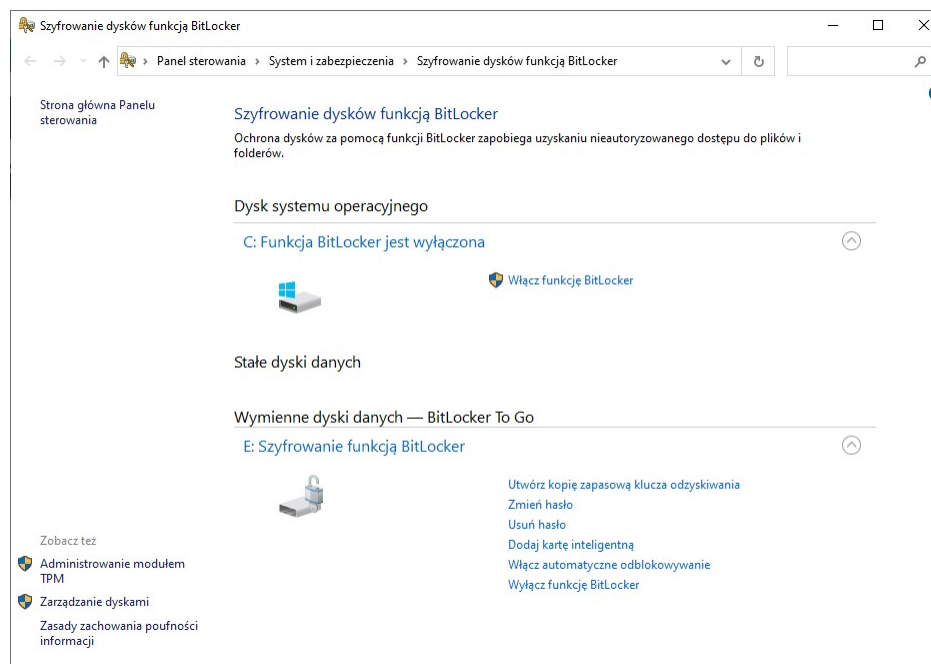 Szyfrowanie dysków funkcją BitLocker
Panel sterowania › System i zabezpieczenia › Szyfrowanie dysków funkcją BitLocker
Strona główna Panelu
sterowania
Szyfrowanie dysków funkcją BitLocker
Ochrona dysków za pomocą funkcji BitLocker zapobiega uzyskaniu nieautoryzowanego dostępu do plików i
folderów.
Dysk systemu operacyjnego
C: Funkcja BitLocker jest wyłączona
Włącz funkcję BitLocker
Stałe dyski danych
Wymienne dyski danych — BitLocker To Go
E: Szyfrowanie funkcją BitLocker
Utwórz kopię zapasową klucza odzyskiwania
Zmień hasło
Usuń hasło
Dodaj kartę inteligentną
Włącz automatyczne odblokowywanie
Wyłącz funkcję BitLocker
Zobacz też
Administrowanie modułem
TPM
Zarządzanie dyskami
Zasady zachowania poufności
informacji